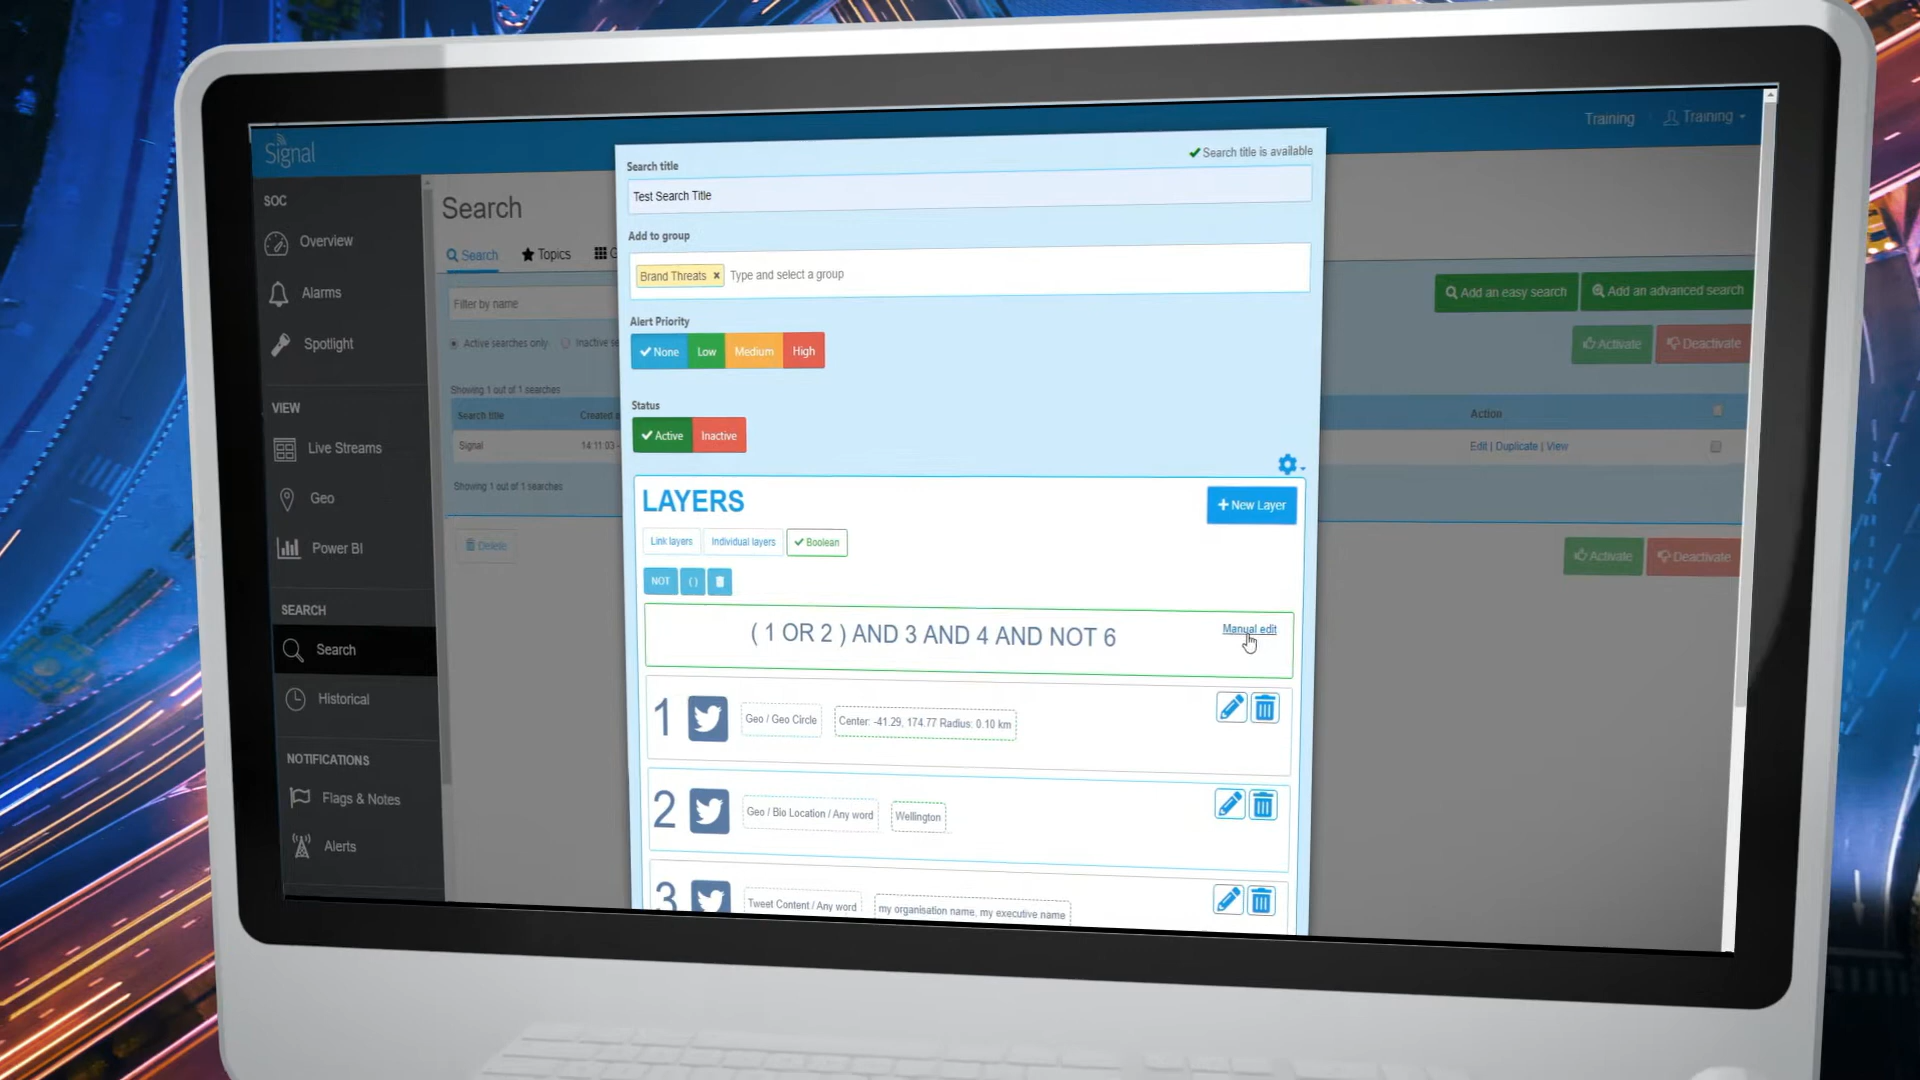 Signal
Training
Training
SOC
Overview
Alarms
Spotlight
VIEW
Live Streams
Geo
Power BI
SEARCH
Search
Historical
NOTIFICATIONS
Flags & Notes
Alerts
Search
Search Topics
Filter by name
Active searches only Inactive se
Showing 1 out of 1 searches
Search title Created
Signal 14:11 03
Showing 1 out of 1 searches
Delete
Search title
Search title is available
Test Search Title
Add to group
Brand Threats × Type and select a group
Alert Priority
None Low Medium High
Status
Active Inactive
LAYERS
+ New Layer
Link layers Individual layers Boolean
NOT ( )
( 1 OR 2 ) AND 3 AND 4 AND NOT 6
Manual edit
1 Geo / Geo Circle Center: -41.29, 174.77 Radius: 0.10 km
2 Geo / Bio Location / Any word Wellington
3 Tweet Content / Any word my organisation name, my executive name
Add an easy search Add an advanced search
Activate Deactivate
Action
Edit | Duplicate | View
Activate Deactivate